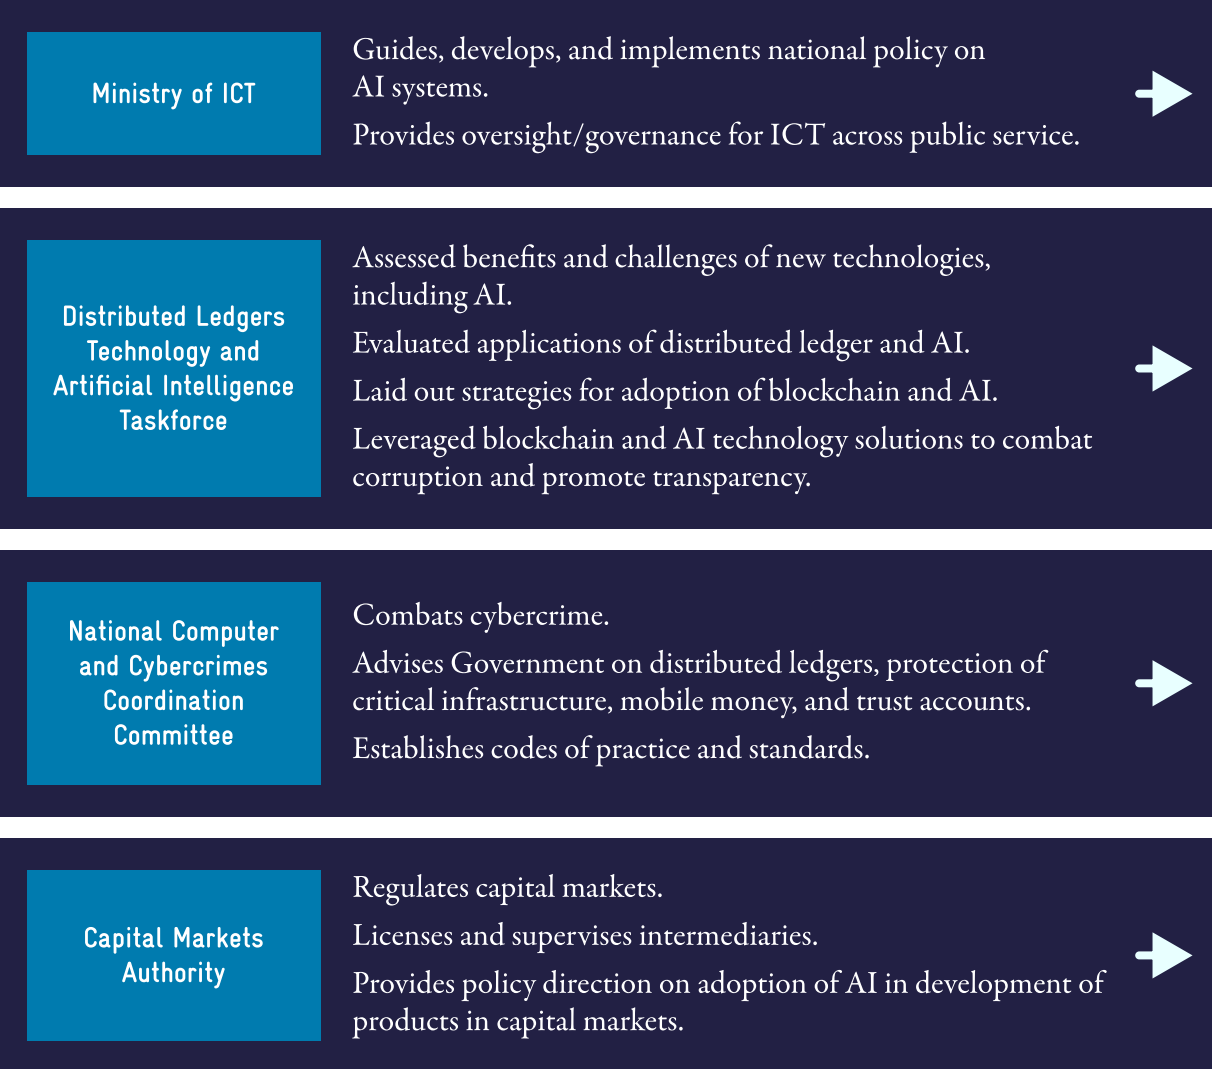 Ministry of ICT
Guides, develops, and implements national policy on
AI systems.
Provides oversight/governance for ICT across public service.
Distributed Ledgers
Technology and
Artificial Intelligence
Taskforce
Assessed benefits and challenges of new technologies,
including AI.
Evaluated applications of distributed ledger and AI.
Laid out strategies for adoption of blockchain and AI.
Leveraged blockchain and AI technology solutions to combat
corruption and promote transparency.
National Computer
and Cybercrimes
Coordination
Committee
Combats cybercrime.
Advises Government on distributed ledgers, protection of
critical infrastructure, mobile money, and trust accounts.
Establishes codes of practice and standards.
Capital Markets
Authority
Regulates capital markets.
Licenses and supervises intermediaries.
Provides policy direction on adoption of AI in development of
products in capital markets.